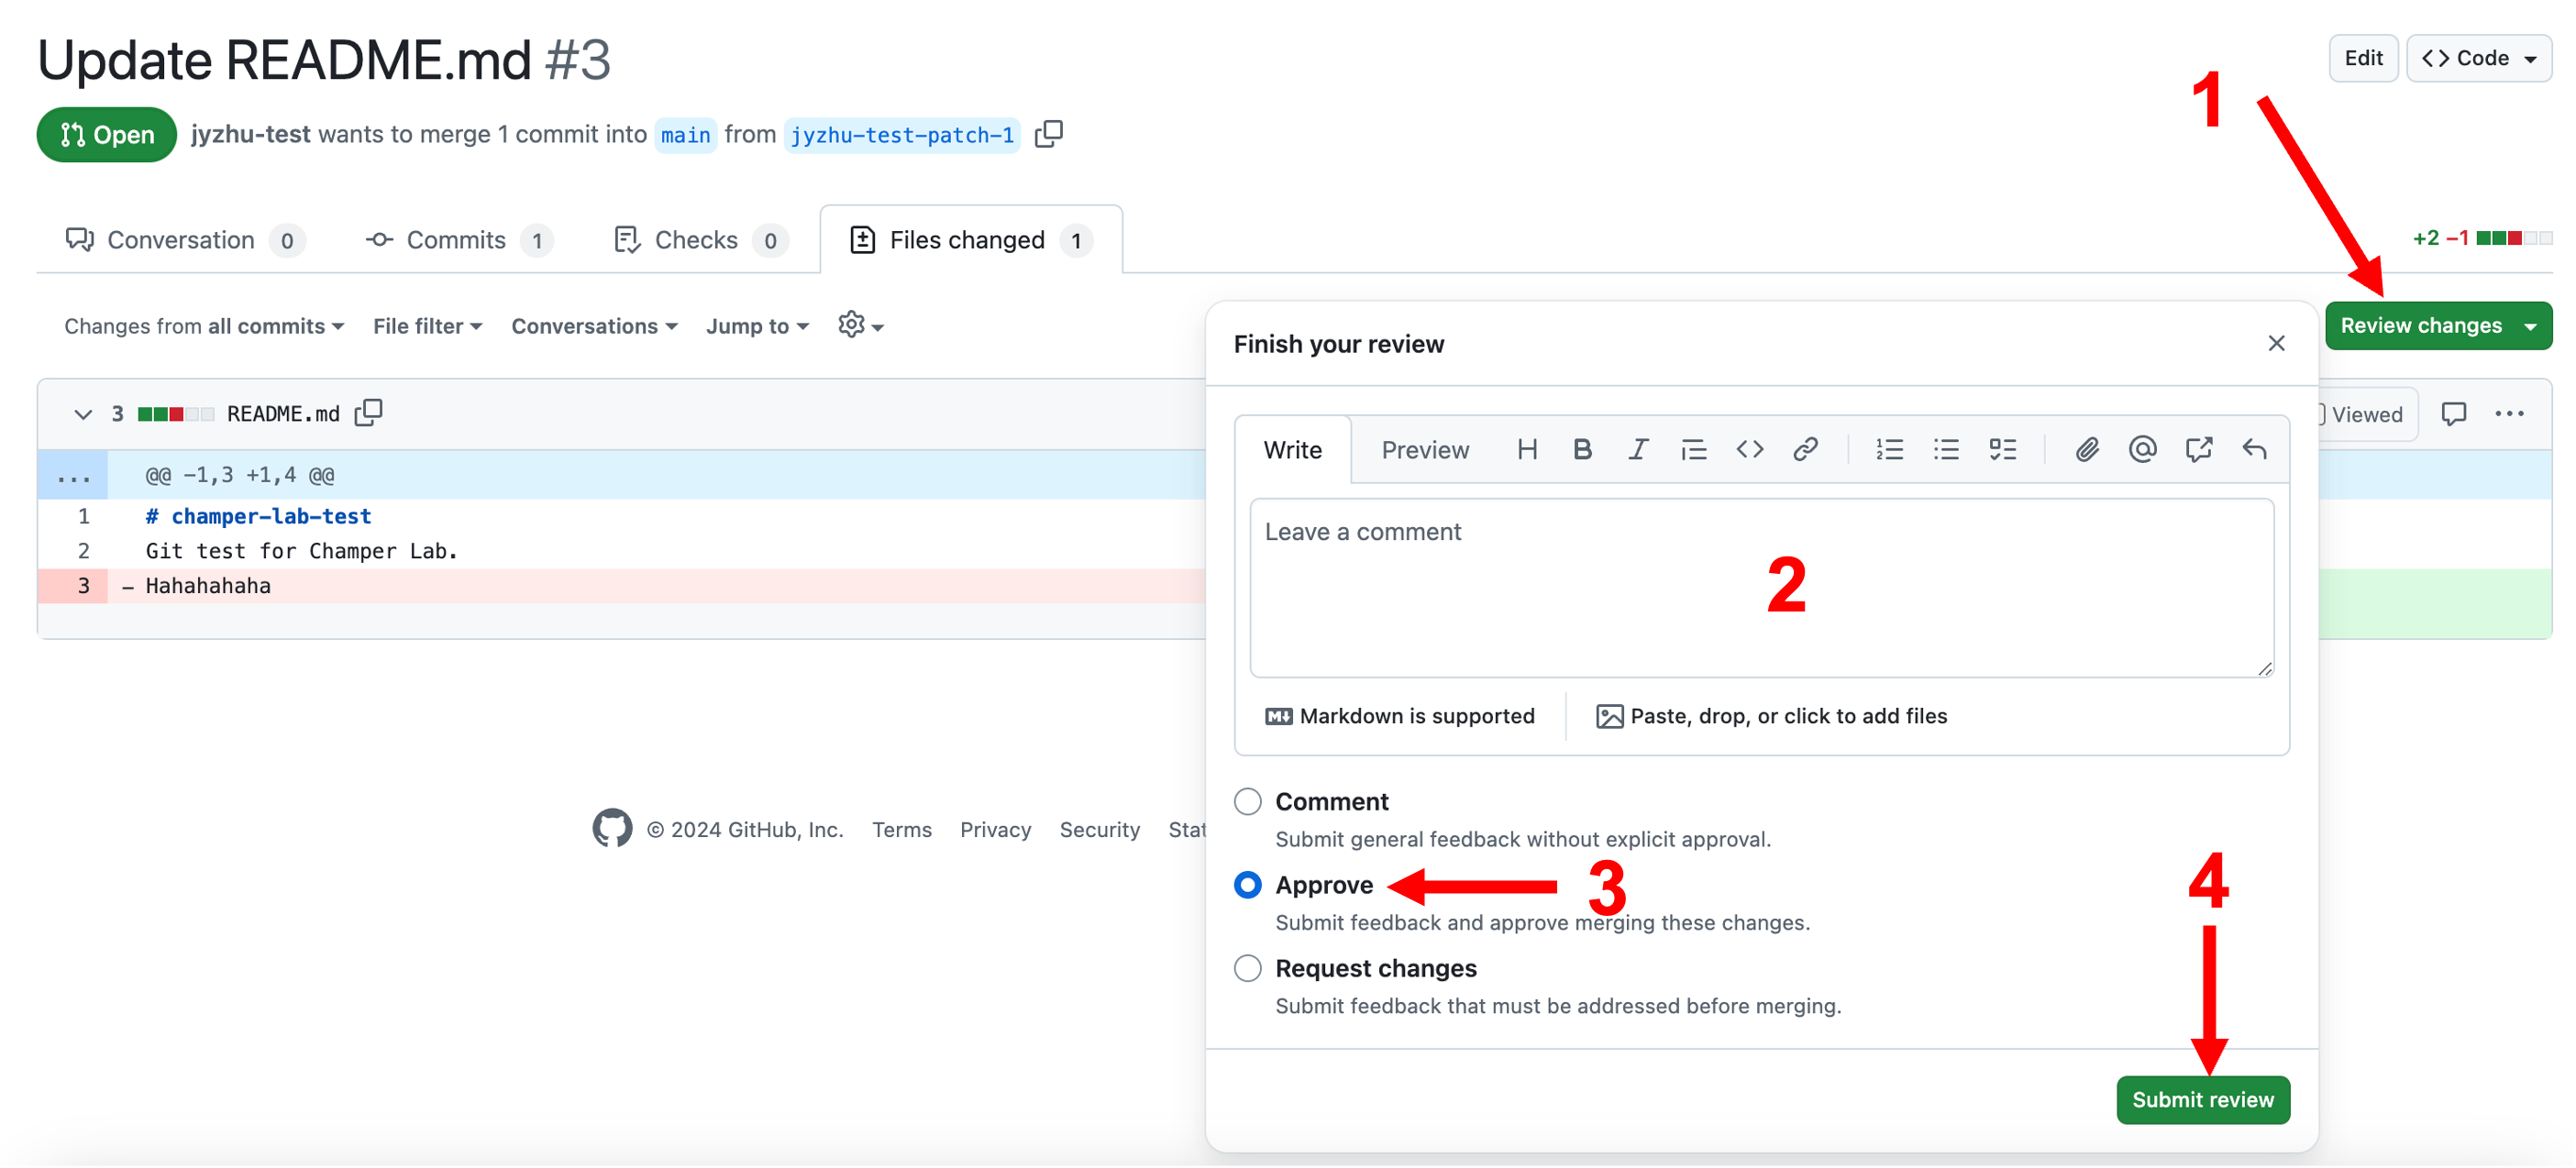 Update README.md #3
Edit
Code
1
Open
jyzhu-test wants to merge 1 commit into main from jyzhu-test-patch-1
Conversation 0
Commits 1
Checks 0
Files changed 1
+2 −1
Changes from all commits
File filter
Conversations
Jump to
Finish your review
Review changes
3 README.md
Viewed
Write
Preview
... @@ -1,3 +1,4 @@
1 # champer-lab-test
2 Git test for Champer Lab.
3 - Hahahahaha
Leave a comment
2
Markdown is supported
Paste, drop, or click to add files
Comment
Submit general feedback without explicit approval.
© 2024 GitHub, Inc. Terms Privacy Security
Approve
3
Submit feedback and approve merging these changes.
4
Request changes
Submit feedback that must be addressed before merging.
Submit review